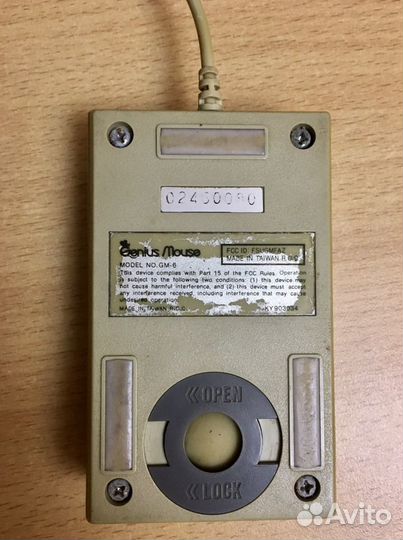 02400090
Genius Mouse
MODEL NO. GM-6
FCC ID: FSUGMFAZ
MADE IN TAIWAN R.O.C
This device complies with Part 15 of the FCC Rules. Operation
is subject to the following two conditions: (1) this device may
not cause harmful interference, and (2) this device must accept
any interference received, including interference that may cause
undesired operation.
MADE IN TAIWAN R.O.C KY903034
≪OPEN
≪LOCK
Avito